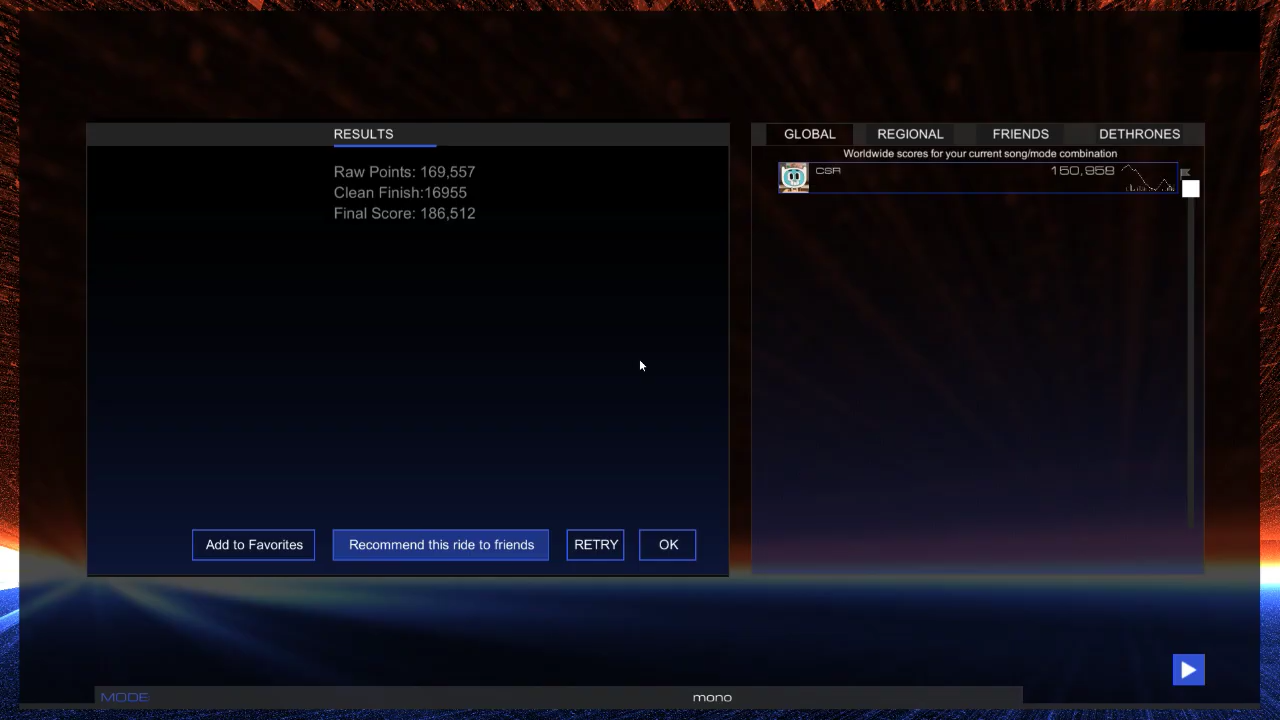 RESULTS
Raw Points: 169,557
Clean Finish:16955
Final Score: 186,512
Add to Favorites
Recommend this ride to friends
RETRY
OK
GLOBAL
REGIONAL
FRIENDS
DETHRONES
Worldwide scores for your current song/mode combination
CSR 150,958
MODE: mono